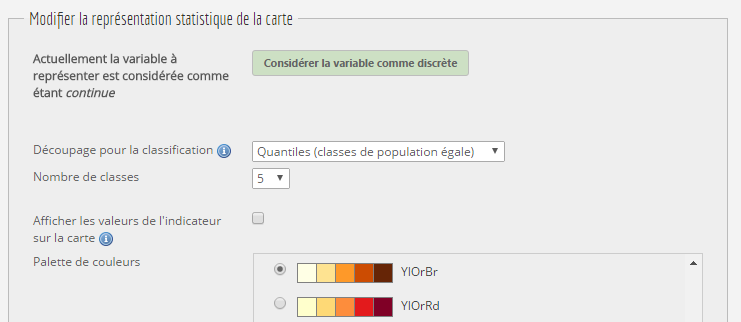 Modifier la représentation statistique de la carte
Actuellement la variable à
représenter est considérée comme
étant continue
Considérer la variable comme discrète
Découpage pour la classification
Quantiles (classes de population égale)
Nombre de classes
5
Afficher les valeurs de l'indicateur
sur la carte
Palette de couleurs
YlOrBr
YlOrRd